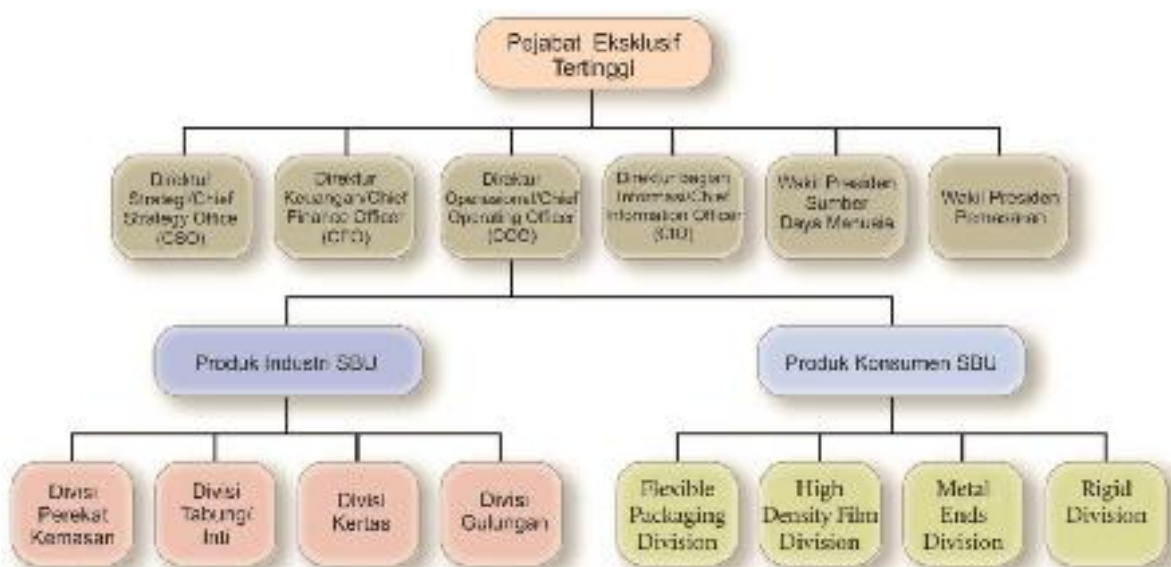 Pejabat Eksklusif
Tertinggi
Direktur
Strategi/Chief
Strategy Office
(CSO)
Direktur
Keuangan/Chief
Finance Officer
(CFO)
Direktur
Operasional/Chief
Operating Officer
(COO)
Direktur bagian
Informasi/Chief
Information Officer
(CIO)
Wakil Presiden
Sumber
Daya Manusia
Wakil Presiden
Pemasaran
Produk Industri SBU
Produk Konsumen SBU
Divisi
Perekat
Kemasan
Divisi
Tabung/
Inti
Divisi
Kertas
Divisi
Gulungan
Flexible
Packaging
Division
High
Density Film
Division
Metal
Ends
Division
Rigid
Division